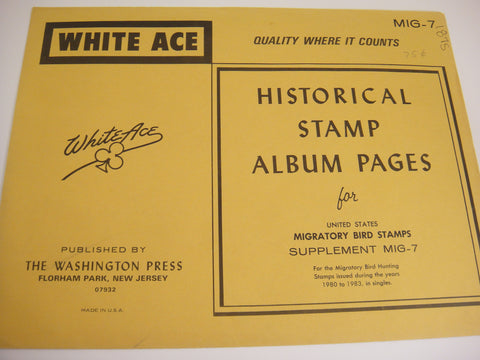 WHITE ACE
MIG-7
QUALITY WHERE IT COUNTS
75¢
HISTORICAL
STAMP
ALBUM PAGES
for
UNITED STATES
MIGRATORY BIRD STAMPS
SUPPLEMENT MIG-7
For the Migratory Bird Hunting
Stamps issued during the years
1980 to 1983, in singles.
White Ace
PUBLISHED BY
THE WASHINGTON PRESS
FLORHAM PARK, NEW JERSEY
07932
MADE IN U.S.A.